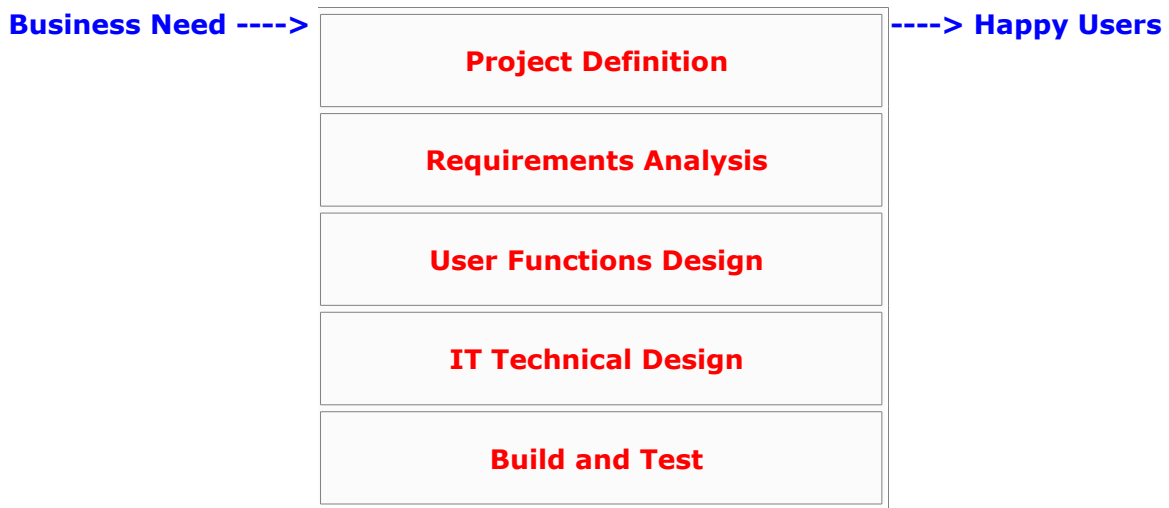 Business Need ---->
----> Happy Users
Project Definition
Requirements Analysis
User Functions Design
IT Technical Design
Build and Test